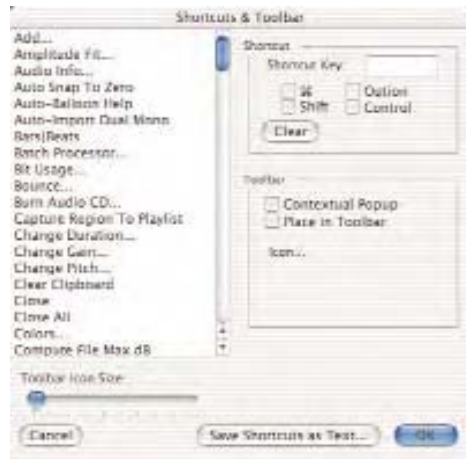 Shortcuts & Toolbar
Add...
Amplitude Fit...
Audio Info...
Auto Snap To Zero
Auto-Balloon Help
Auto-Import Dual Mono
Bars|Beats
Batch Processor...
Bit Usage...
Bounce...
Burn Audio CD...
Capture Region To Playlist
Change Duration...
Change Gain...
Change Pitch...
Clear Clipboard
Close
Close All
Colors...
Compute File Max dB
Shortcut
Shortcut Key:
⌘
Option
Shift
Control
Clear
Toolbar
Contextual Popup
Place in Toolbar
Icon...
Toolbar Icon Size:
Cancel
Save Shortcuts as Text...
OK